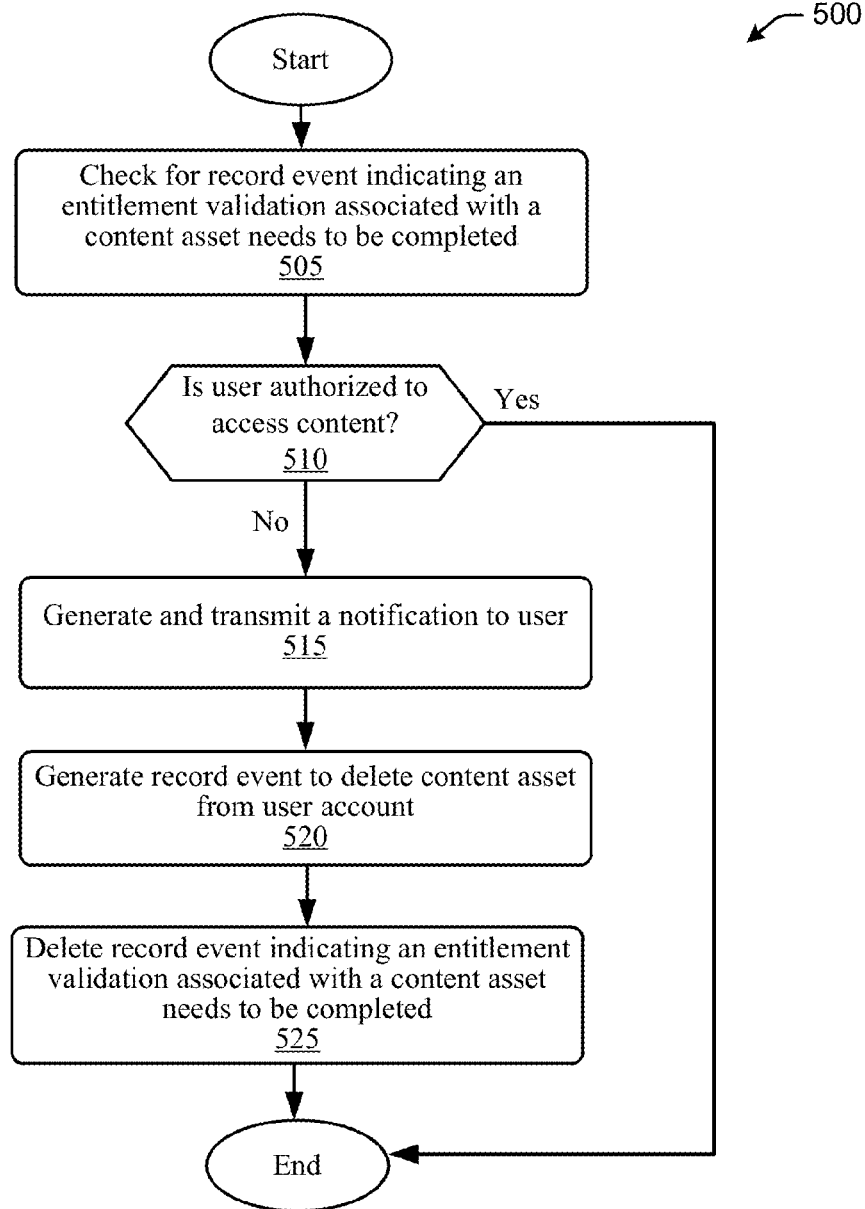 500
Start
Check for record event indicating an
entitlement validation associated with a
content asset needs to be completed
505
Is user authorized to
access content?
510
Yes
No
Generate and transmit a notification to user
515
Generate record event to delete content asset
from user account
520
Delete record event indicating an entitlement
validation associated with a content asset
needs to be completed
525
End